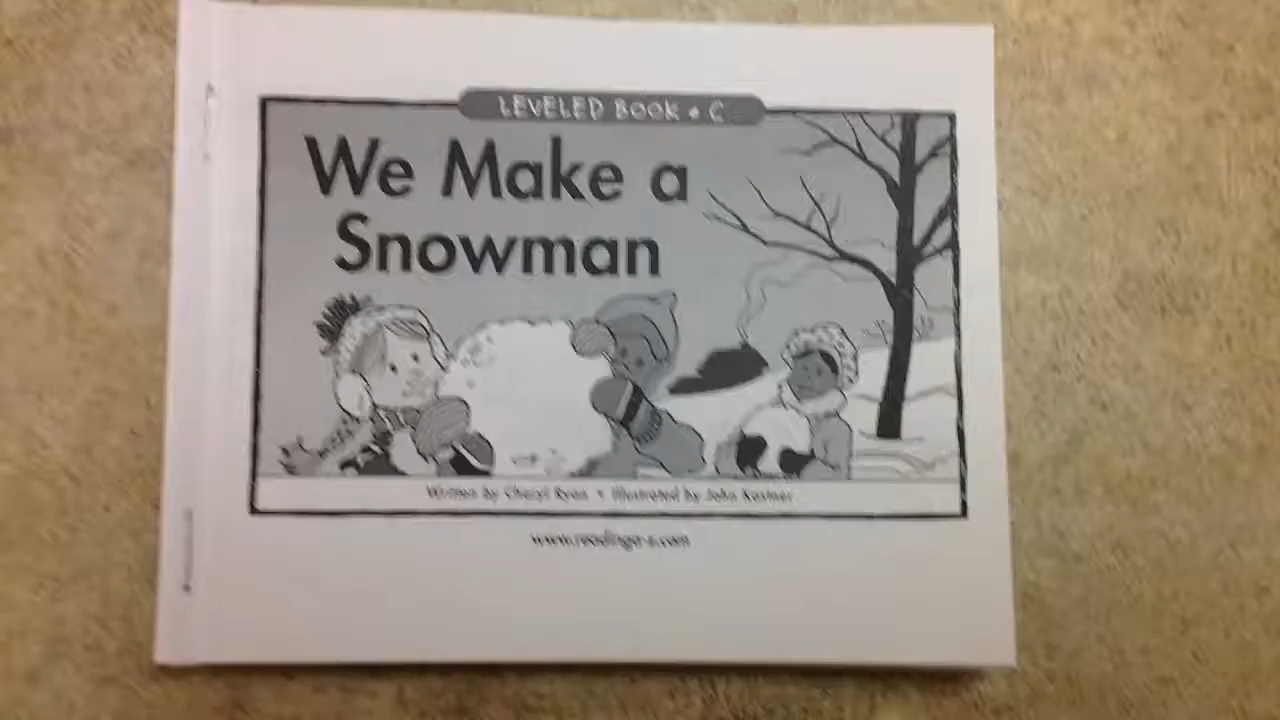 LEVELED BOOK • C
We Make a
Snowman
Written by Cheryl Ryan • Illustrated by John Kastner
www.readinga-z.com